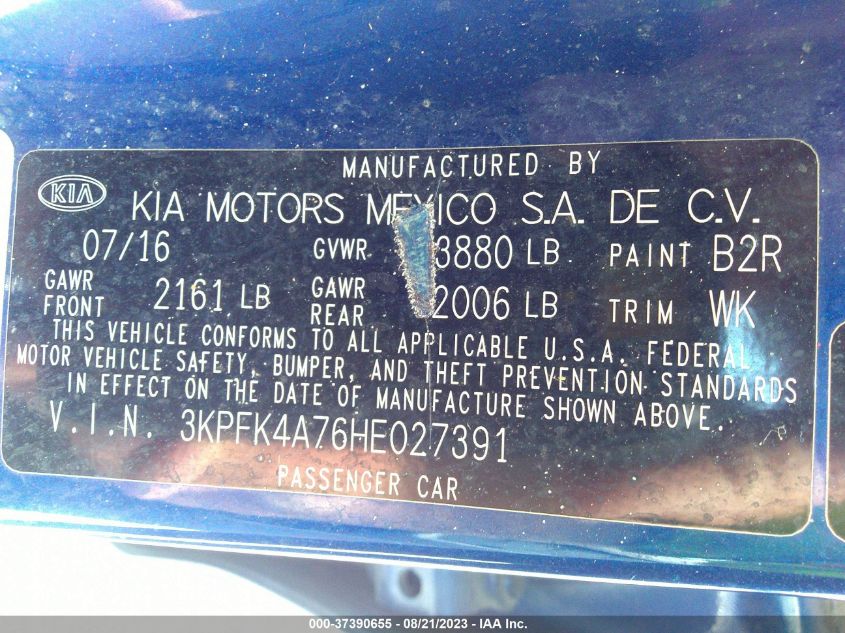 MANUFACTURED BY
KIA
KIA MOTORS MEXICO S.A. DE C.V.
07/16 GVWR 3880 LB PAINT B2R
GAWR FRONT 2161 LB GAWR REAR 2006 LB TRIM WK
THIS VEHICLE CONFORMS TO ALL APPLICABLE U.S.A. FEDERAL
MOTOR VEHICLE SAFETY, BUMPER, AND THEFT PREVENTION STANDARDS
IN EFFECT ON THE DATE OF MANUFACTURE SHOWN ABOVE.
V.I.N. 3KPFK4A76HE027391
PASSENGER CAR
000-37390655 - 08/21/2023 - IAA Inc.